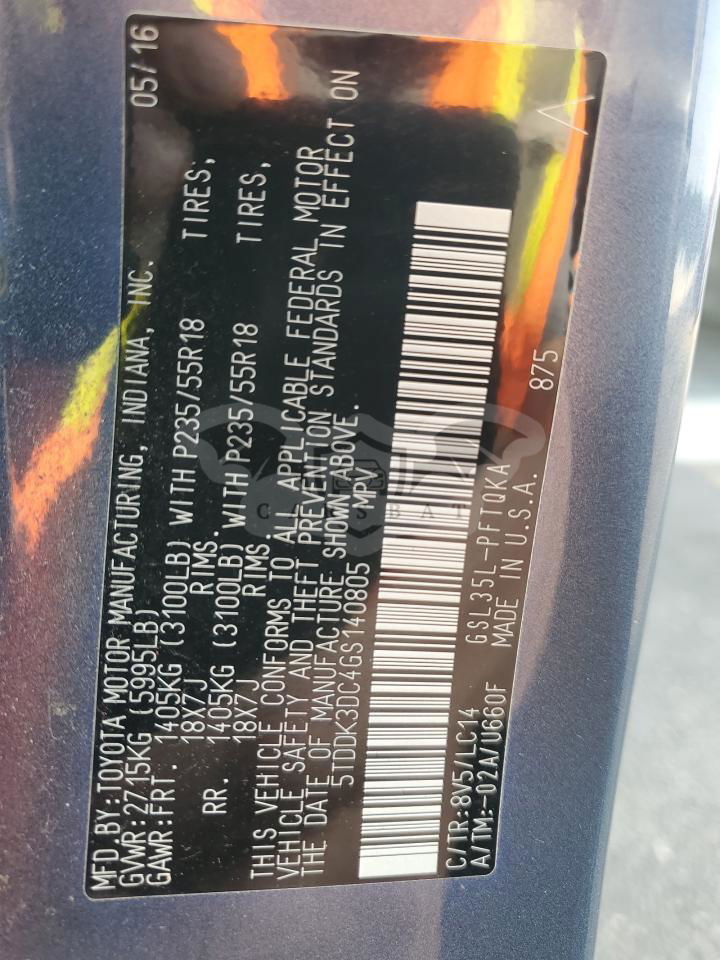 MFD.BY:TOYOTA MOTOR MANUFACTURING, INDIANA, INC. 05/16
GVWR:2715KG (5995LB)
GAWR:FRT. 1405KG (3100LB) WITH P235/55R18 TIRES,
18X7J RIMS.
RR. 1405KG (3100LB) WITH P235/55R18 TIRES,
18X7J RIMS.
THIS VEHICLE CONFORMS TO ALL APPLICABLE FEDERAL MOTOR
VEHICLE SAFETY AND THEFT PREVENTION STANDARDS IN EFFECT ON
THE DATE OF MANUFACTURE SHOWN ABOVE.
5TDDK3DC4GS140805 MPV
C/TR:8V5/LC14 GSL35L-PFTQKA 875
A/TM:-02A/U660F MADE IN U.S.A.
CARSBAT